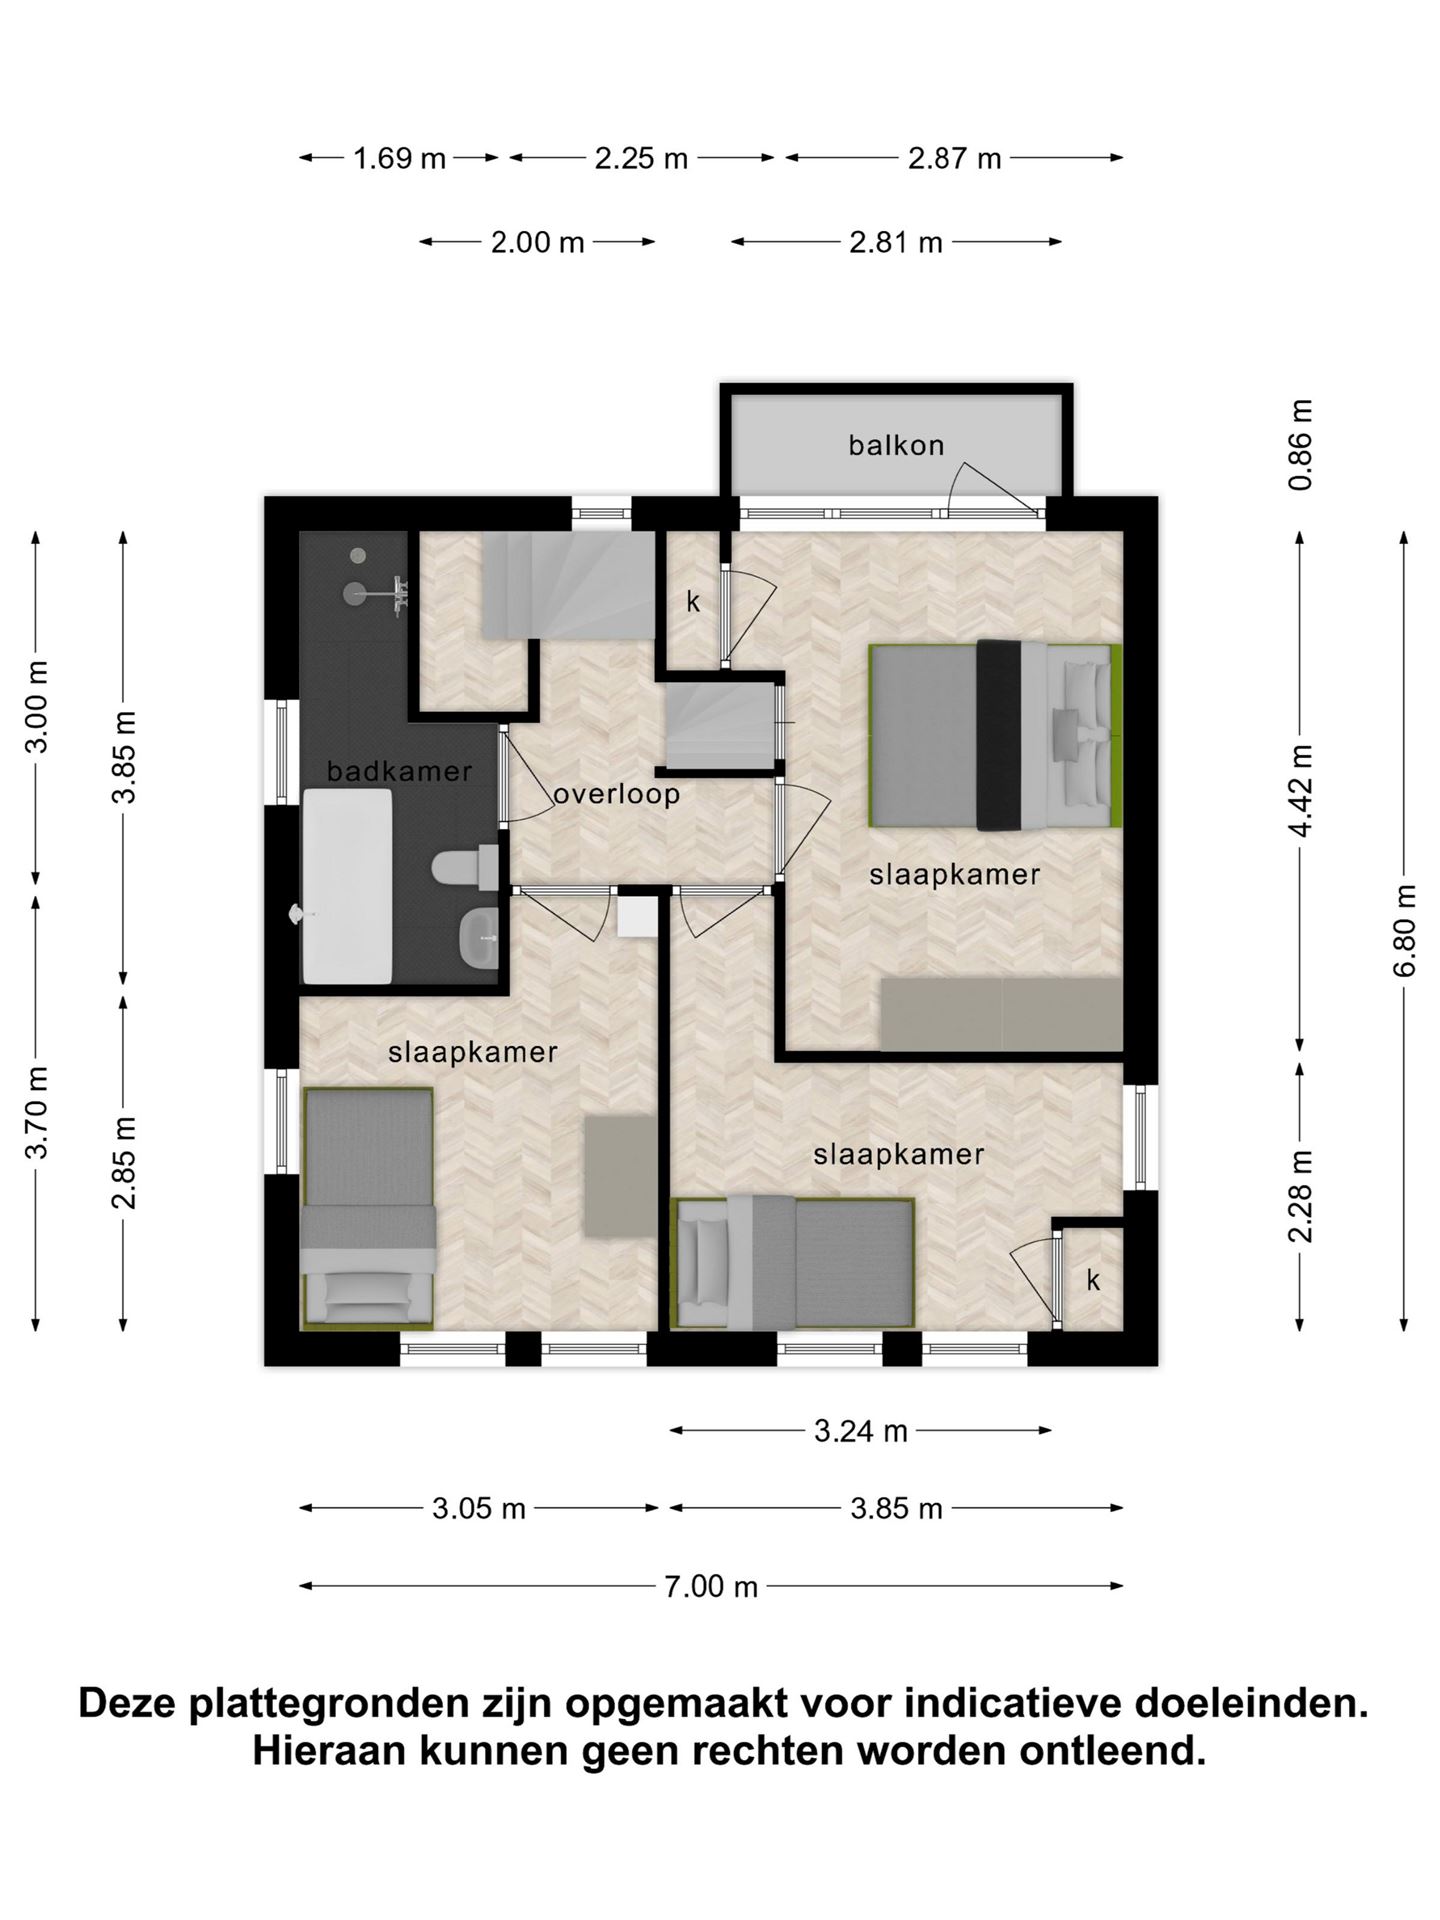 1.69 m 2.25 m 2.87 m
2.00 m 2.81 m
0.86 m
balkon
k
3.00 m
3.85 m
badkamer
overloop
4.42 m
slaapkamer
6.80 m
slaapkamer
3.70 m
2.85 m
slaapkamer
2.28 m
k
3.24 m
3.05 m 3.85 m
7.00 m
Deze plattegronden zijn opgemaakt voor indicatieve doeleinden.
Hieraan kunnen geen rechten worden ontleend.